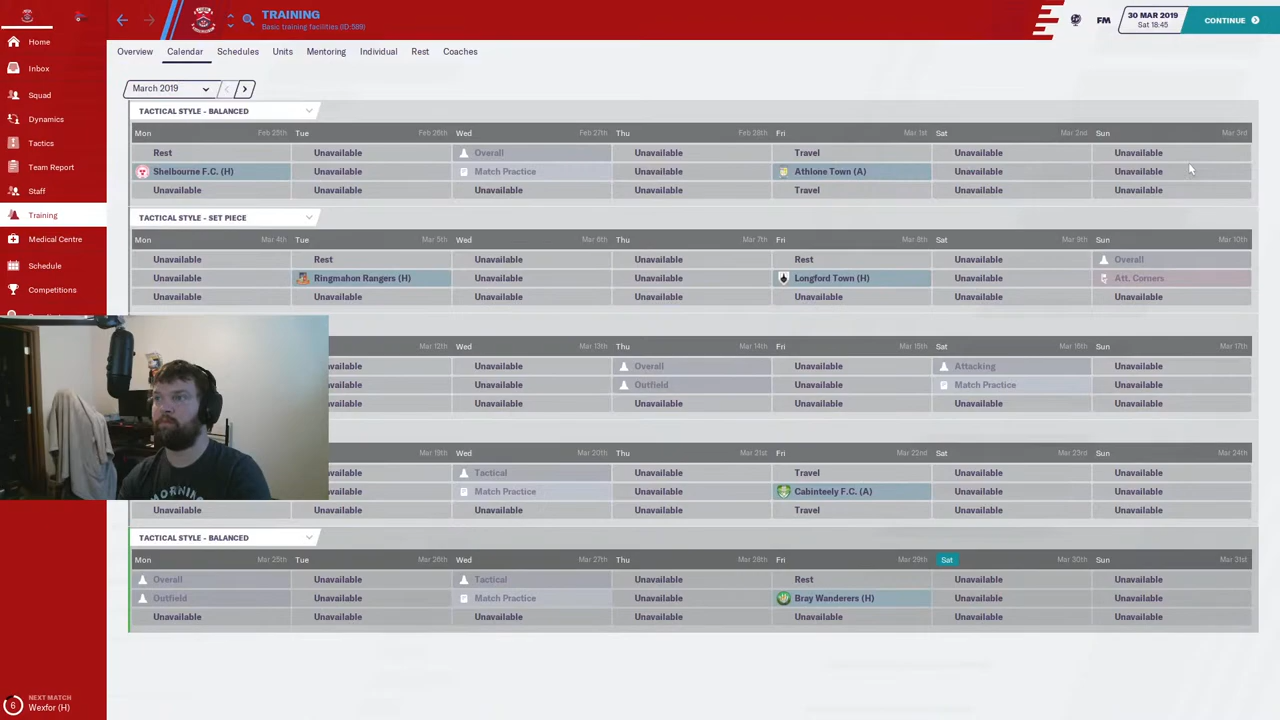 TRAINING
Basic training facilities (ID:589)
FM
30 MAR 2019
Sat 18:45
CONTINUE
Home
Inbox
Squad
Dynamics
Tactics
Team Report
Staff
Training
Medical Centre
Schedule
Competitions
NEXT MATCH
6 Wexfor (H)
Overview Calendar Schedules Units Mentoring Individual Rest Coaches
March 2019
TACTICAL STYLE - BALANCED
Mon Feb 25th Tue Feb 26th Wed Feb 27th Thu Feb 28th Fri Mar 1st Sat Mar 2nd Sun Mar 3rd
Rest Unavailable Overall Unavailable Travel Unavailable Unavailable
Shelbourne F.C. (H) Unavailable Match Practice Unavailable Athlone Town (A) Unavailable Unavailable
Unavailable Unavailable Unavailable Unavailable Travel Unavailable Unavailable
TACTICAL STYLE - SET PIECE
Mon Mar 4th Tue Mar 5th Wed Mar 6th Thu Mar 7th Fri Mar 8th Sat Mar 9th Sun Mar 10th
Unavailable Rest Unavailable Unavailable Rest Unavailable Overall
Unavailable Ringmahon Rangers (H) Unavailable Unavailable Longford Town (H) Unavailable Att. Corners
Unavailable Unavailable Unavailable Unavailable Unavailable Unavailable Unavailable
Mar 12th Wed Mar 13th Thu Mar 14th Fri Mar 15th Sat Mar 16th Sun Mar 17th
Unavailable Unavailable Overall Unavailable Attacking Unavailable
Unavailable Unavailable Outfield Unavailable Match Practice Unavailable
Unavailable Unavailable Unavailable Unavailable Unavailable Unavailable
Mar 19th Wed Mar 20th Thu Mar 21st Fri Mar 22nd Sat Mar 23rd Sun Mar 24th
Unavailable Tactical Unavailable Travel Unavailable Unavailable
Unavailable Match Practice Unavailable Cabinteely F.C. (A) Unavailable Unavailable
Unavailable Unavailable Unavailable Unavailable Travel Unavailable Unavailable
TACTICAL STYLE - BALANCED
Mon Mar 25th Tue Mar 26th Wed Mar 27th Thu Mar 28th Fri Mar 29th Sat Mar 30th Sun Mar 31st
Overall Unavailable Tactical Unavailable Rest Unavailable Unavailable
Outfield Unavailable Match Practice Unavailable Bray Wanderers (H) Unavailable Unavailable
Unavailable Unavailable Unavailable Unavailable Unavailable Unavailable Unavailable